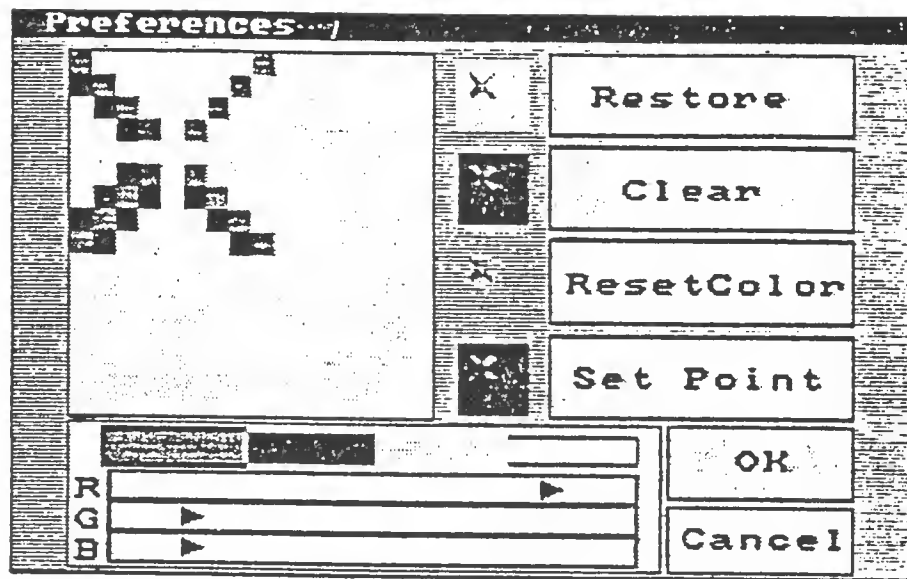 Preferences
Restore
Clear
ResetColor
Set Point
OK
R
G
B
Cancel